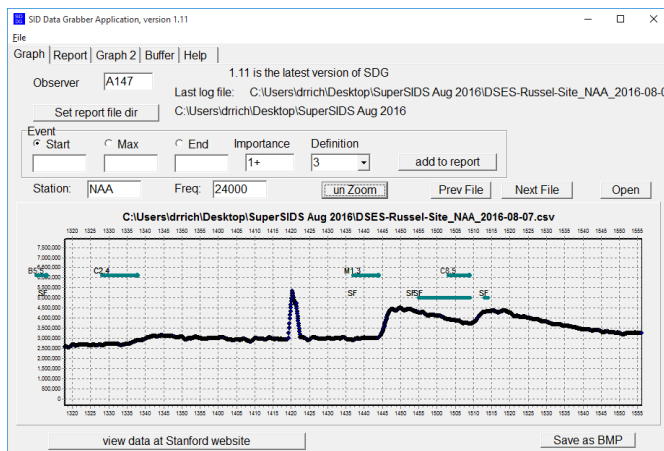 SID Data Grabber Application, version 1.11
File
Graph Report Graph 2 Buffer Help
Observer A147 1.11 is the latest version of SDG
Last log file: C:\Users\drrich\Desktop\SuperSIDS Aug 2016\DSES-Russel-Site_NAA_2016-08-0
Set report file dir C:\Users\drrich\Desktop\SuperSIDS Aug 2016
Event
Start Max End Importance Definition
1+ 3 add to report
Station: NAA Freq: 24000 un Zoom Prev File Next File Open
C:\Users\drrich\Desktop\SuperSIDS Aug 2016\DSES-Russel-Site_NAA_2016-08-07.csv
1320 1325 1330 1335 1340 1345 1350 1355 1400 1405 1410 1415 1420 1425 1430 1435 1440 1445 1450 1455 1500 1505 1510 1515 1520 1525 1530 1535 1540 1545 1550 1555
7,500,000
7,000,000
6,500,000
B5.5 C2.4 M1.3 C8.5
6,000,000
5,500,000
SF SF SF SF SF
5,000,000
4,500,000
4,000,000
3,500,000
3,000,000
2,500,000
2,000,000
1,500,000
1,000,000
500,000
0
1320 1325 1330 1335 1340 1345 1350 1355 1400 1405 1410 1415 1420 1425 1430 1435 1440 1445 1450 1455 1500 1505 1510 1515 1520 1525 1530 1535 1540 1545 1550 1555
view data at Stanford website Save as BMP